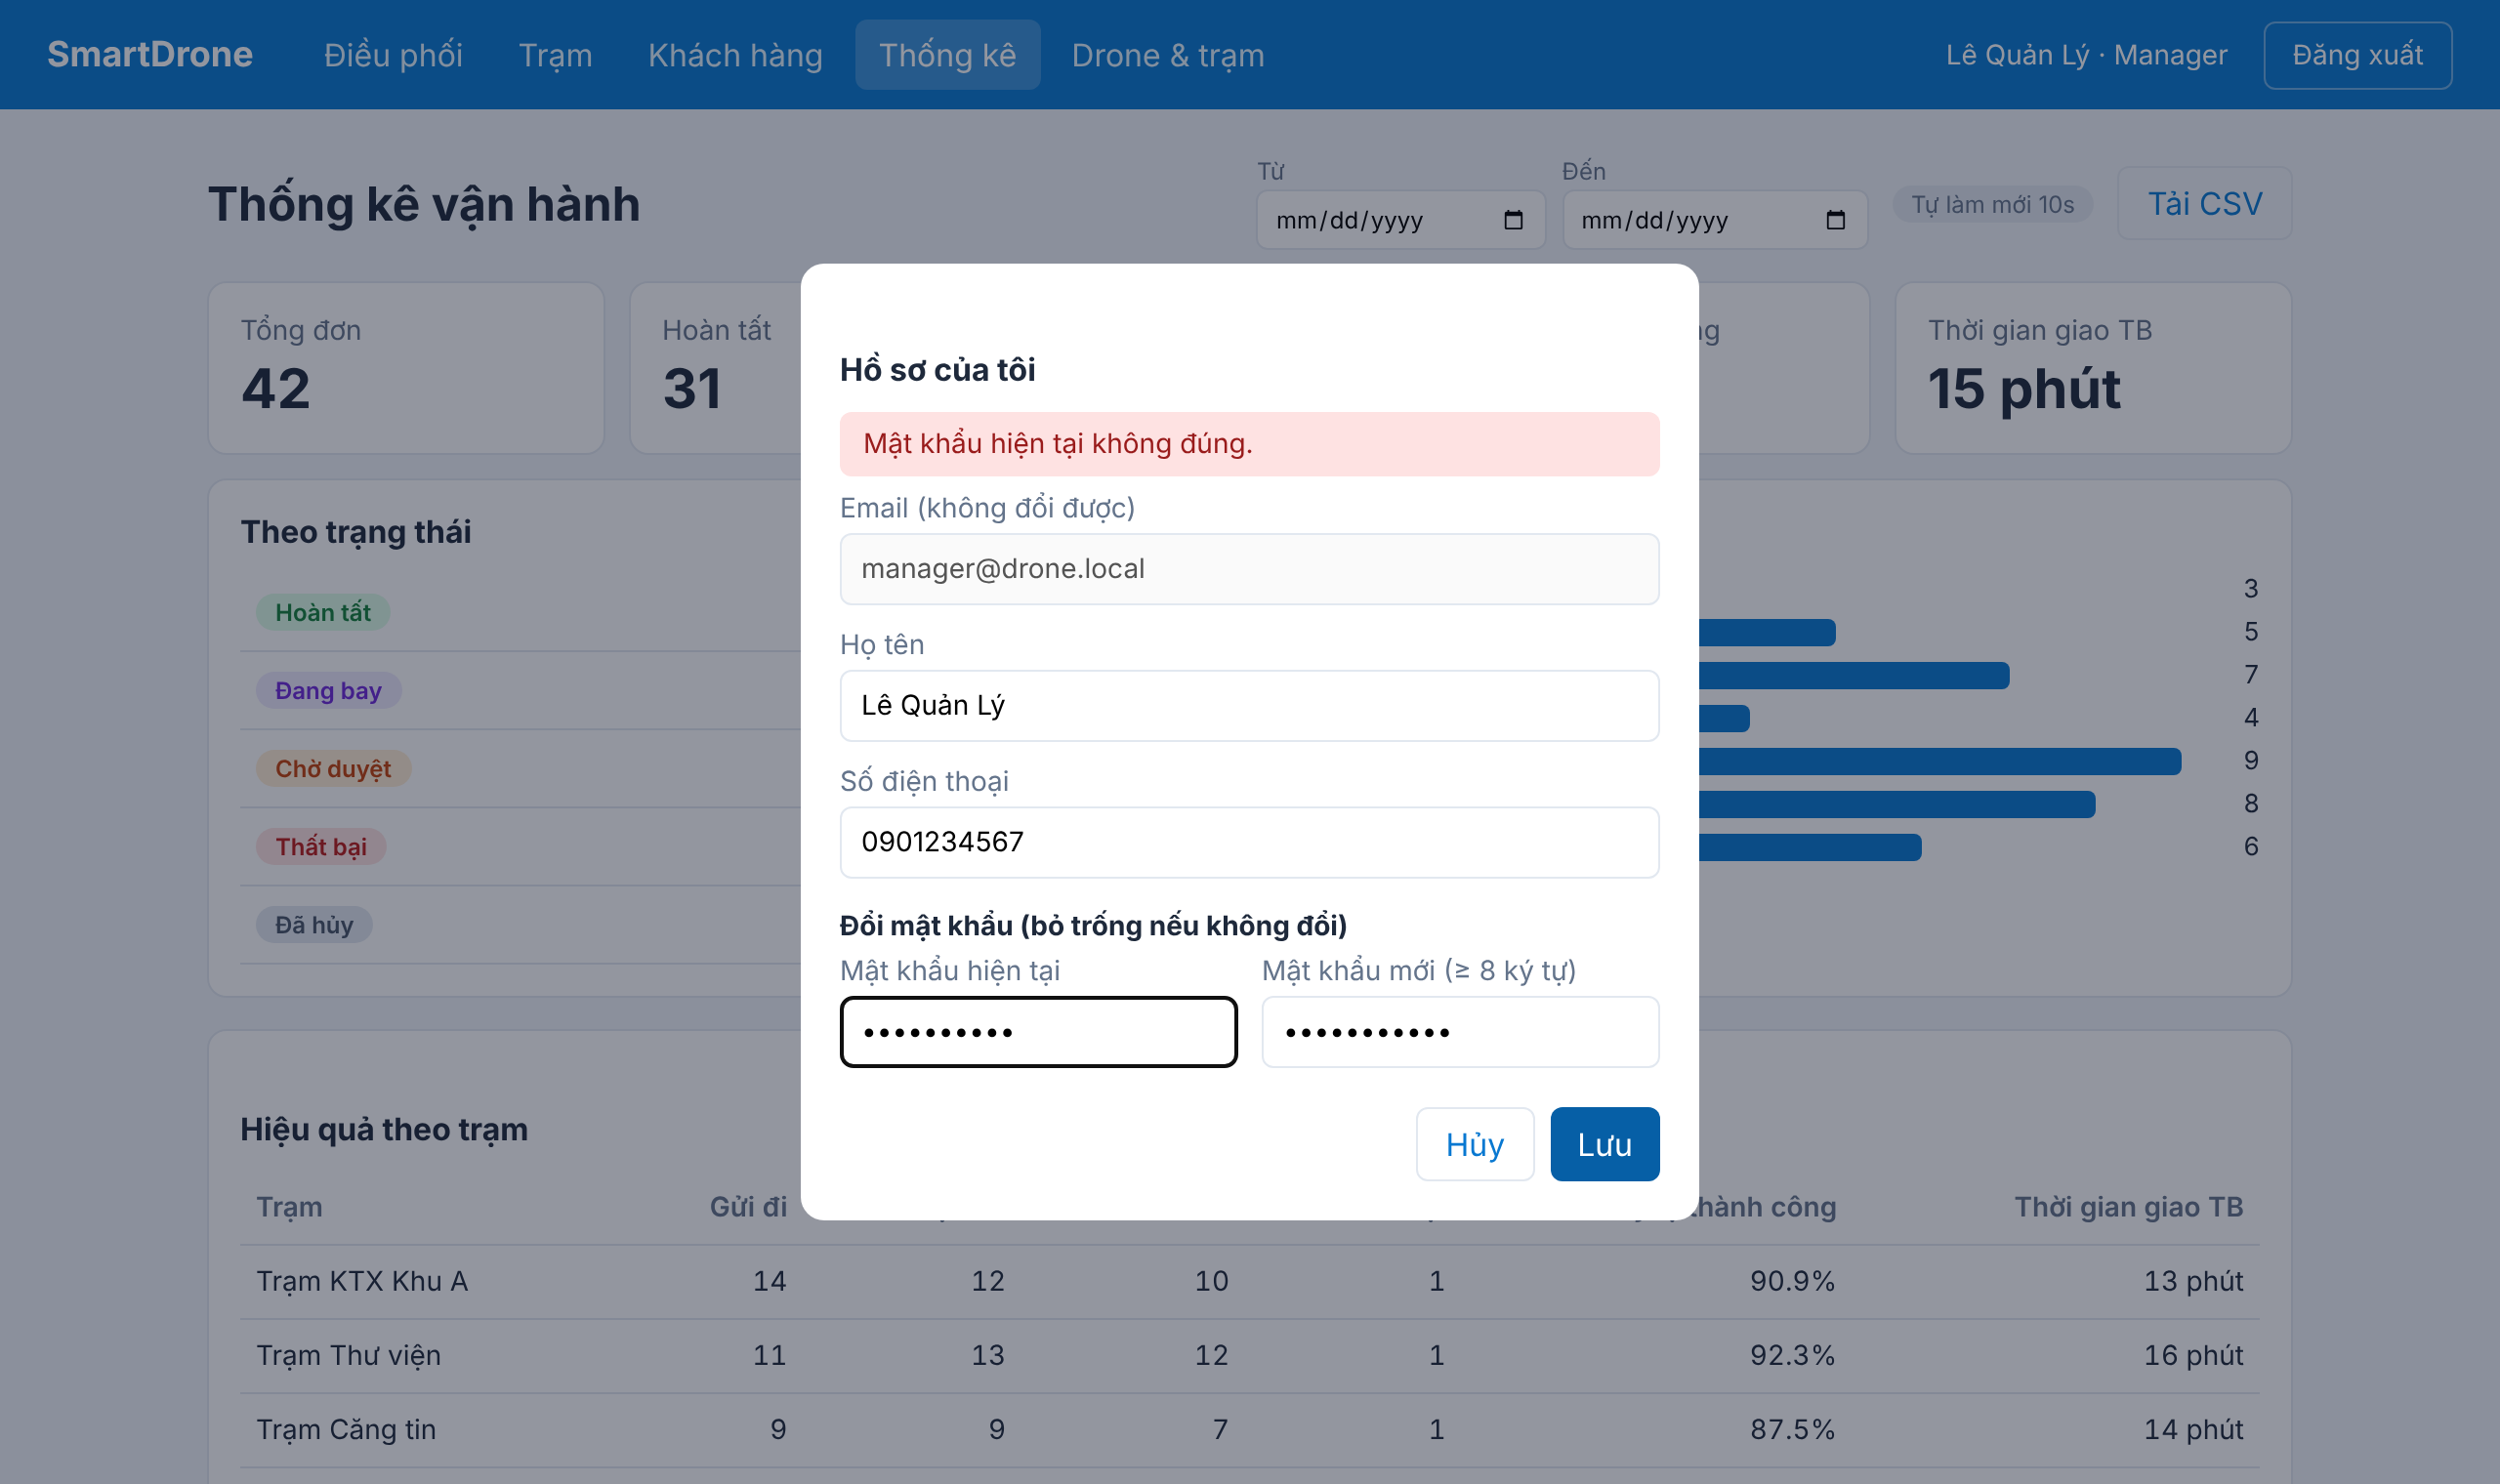 SmartDrone Điều phối Trạm Khách hàng Thống kê Drone & trạm Lê Quản Lý · Manager Đăng xuất
Thống kê vận hành
Từ
mm/dd/yyyy
Đến
mm/dd/yyyy
Tự làm mới 10s
Tải CSV
Tổng đơn
42
Hoàn tất
31
Thời gian giao TB
15 phút
Theo trạng thái
Hoàn tất
Đang bay
Chờ duyệt
Thất bại
Đã hủy
3
5
7
4
9
8
6
Hồ sơ của tôi
Mật khẩu hiện tại không đúng.
Email (không đổi được)
manager@drone.local
Họ tên
Lê Quản Lý
Số điện thoại
0901234567
Đổi mật khẩu (bỏ trống nếu không đổi)
Mật khẩu hiện tại
••••••••••
Mật khẩu mới (≥ 8 ký tự)
•••••••••••
Hủy Lưu
Hiệu quả theo trạm
Trạm Gửi đi thành công Thời gian giao TB
Trạm KTX Khu A 14 12 10 1 90.9% 13 phút
Trạm Thư viện 11 13 12 1 92.3% 16 phút
Trạm Căng tin 9 9 7 1 87.5% 14 phút